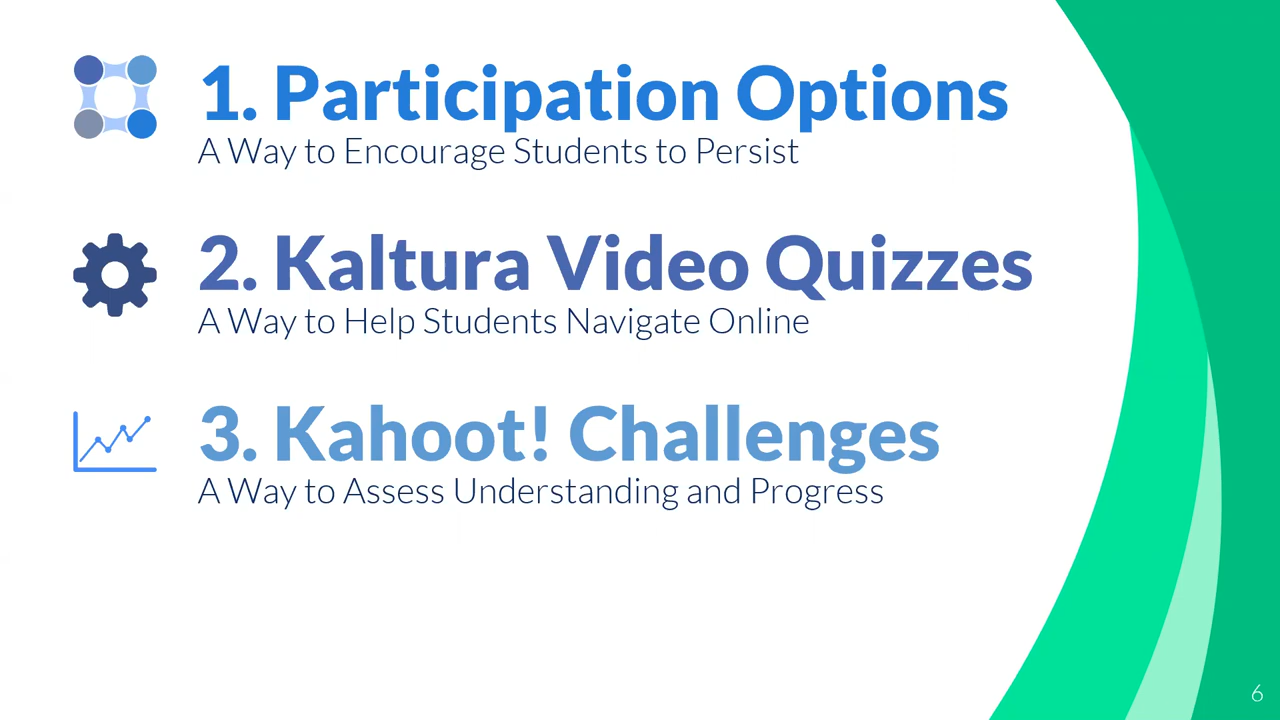 1. Participation Options
A Way to Encourage Students to Persist
2. Kaltura Video Quizzes
A Way to Help Students Navigate Online
3. Kahoot! Challenges
A Way to Assess Understanding and Progress
6